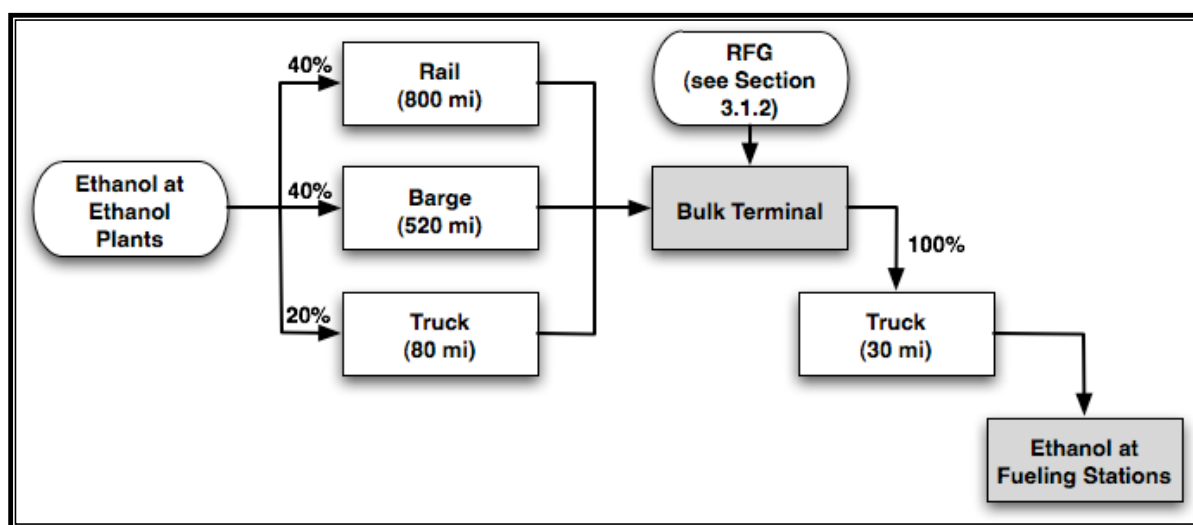 40%
Rail
(800 mi)
RFG
(see Section
3.1.2)
Ethanol at
Ethanol
Plants
40%
Barge
(520 mi)
Bulk Terminal
100%
20%
Truck
(80 mi)
Truck
(30 mi)
Ethanol at
Fueling Stations